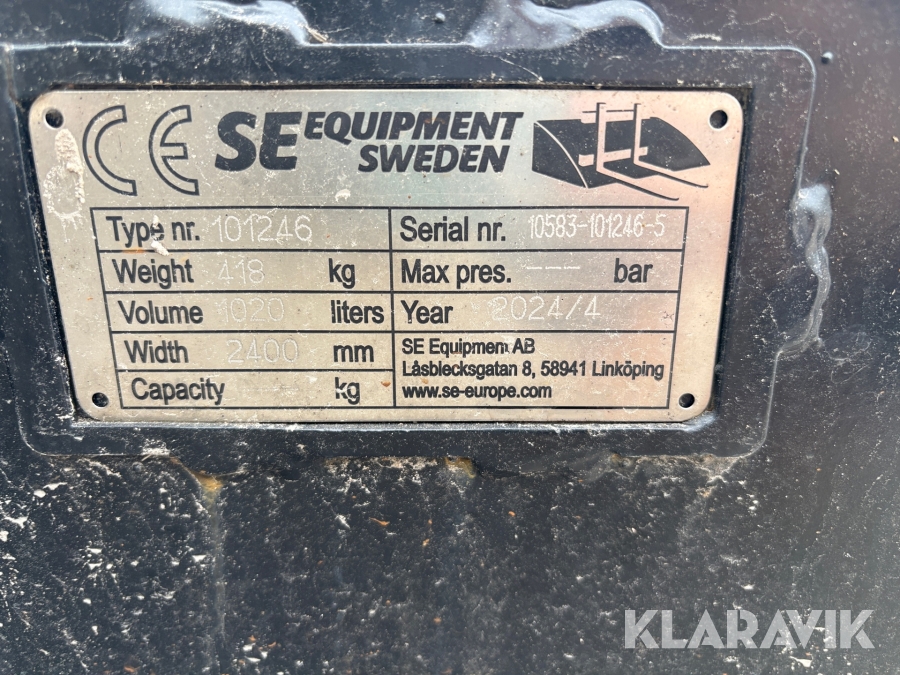 CE SE EQUIPMENT SWEDEN
Type nr. 101246 Serial nr. 10583-101246-5
Weight 418 kg Max pres. --- bar
Volume 1020 liters Year 2024/4
Width 2400 mm SE Equipment AB
Låsblecksgatan 8, 58941 Linköping
Capacity kg www.se-europe.com
KLARAVIK